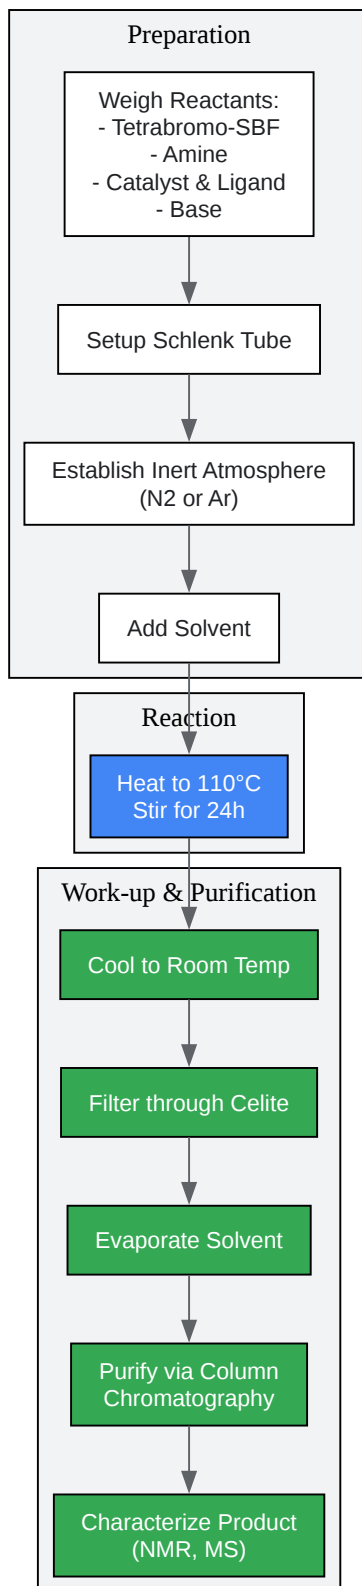 Preparation
Weigh Reactants:
- Tetrabromo-SBF
- Amine
- Catalyst & Ligand
- Base
Setup Schlenk Tube
Establish Inert Atmosphere
(N2 or Ar)
Add Solvent
Reaction
Heat to 110°C
Stir for 24h
Work-up & Purification
Cool to Room Temp
Filter through Celite
Evaporate Solvent
Purify via Column
Chromatography
Characterize Product
(NMR, MS)